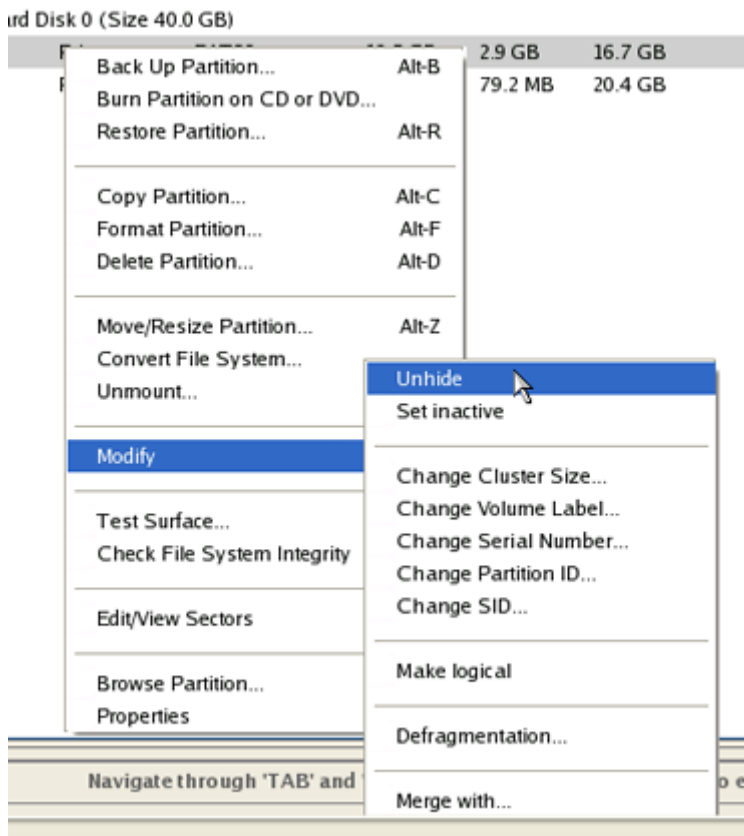 ard Disk 0 (Size 40.0 GB)
2.9 GB 16.7 GB
79.2 MB 20.4 GB
Back Up Partition... Alt-B
Burn Partition on CD or DVD...
Restore Partition... Alt-R
Copy Partition... Alt-C
Format Partition... Alt-F
Delete Partition... Alt-D
Move/Resize Partition... Alt-Z
Convert File System...
Unmount...
Modify
Test Surface...
Check File System Integrity
Edit/View Sectors
Browse Partition...
Properties
Unhide
Set inactive
Change Cluster Size...
Change Volume Label...
Change Serial Number...
Change Partition ID...
Change SID...
Make logical
Defragmentation...
Merge with...
Navigate through 'TAB' and